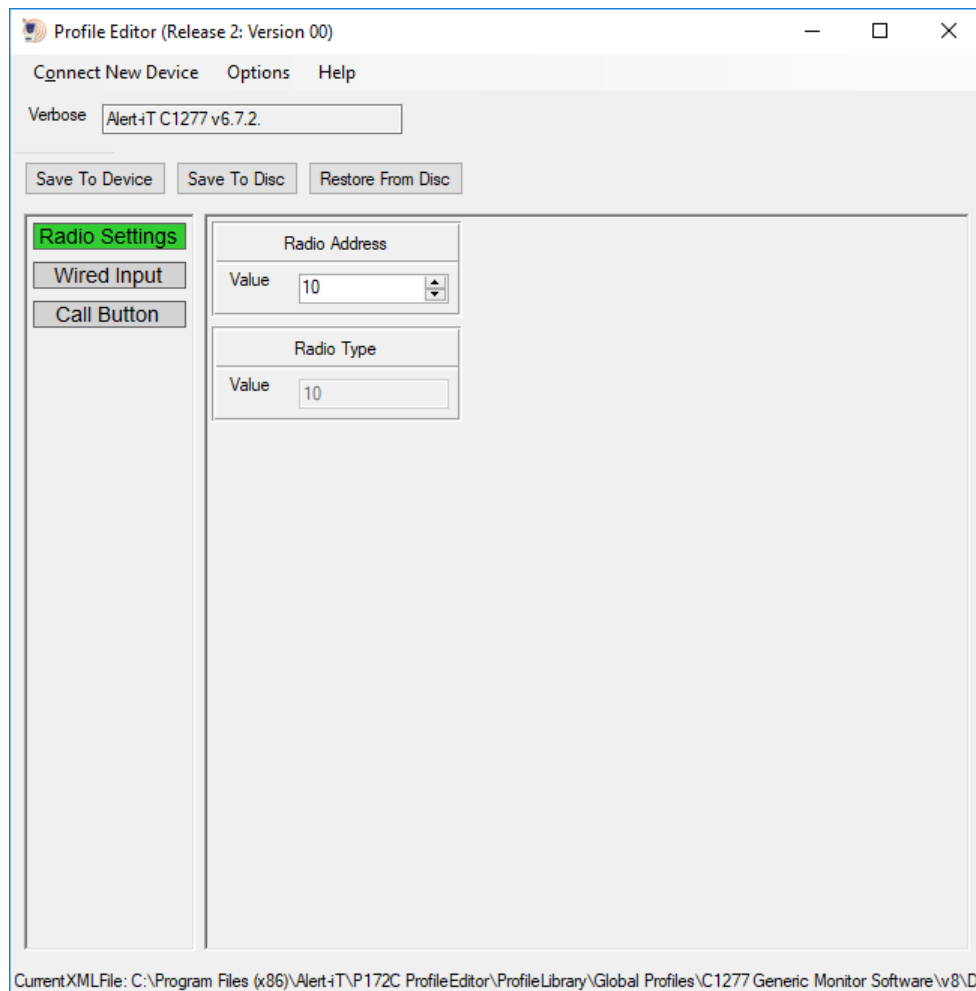 Profile Editor (Release 2: Version 00)
Connect New Device Options Help
Verbose Alert-iT C1277 v6.7.2.
Save To Device Save To Disc Restore From Disc
Radio Settings
Wired Input
Call Button
Radio Address
Value 10
Radio Type
Value 10
CurrentXMLFile: C:\Program Files (x86)\Alert-iT\P172C ProfileEditor\ProfileLibrary\Global Profiles\C1277 Generic Monitor Software\v8\D